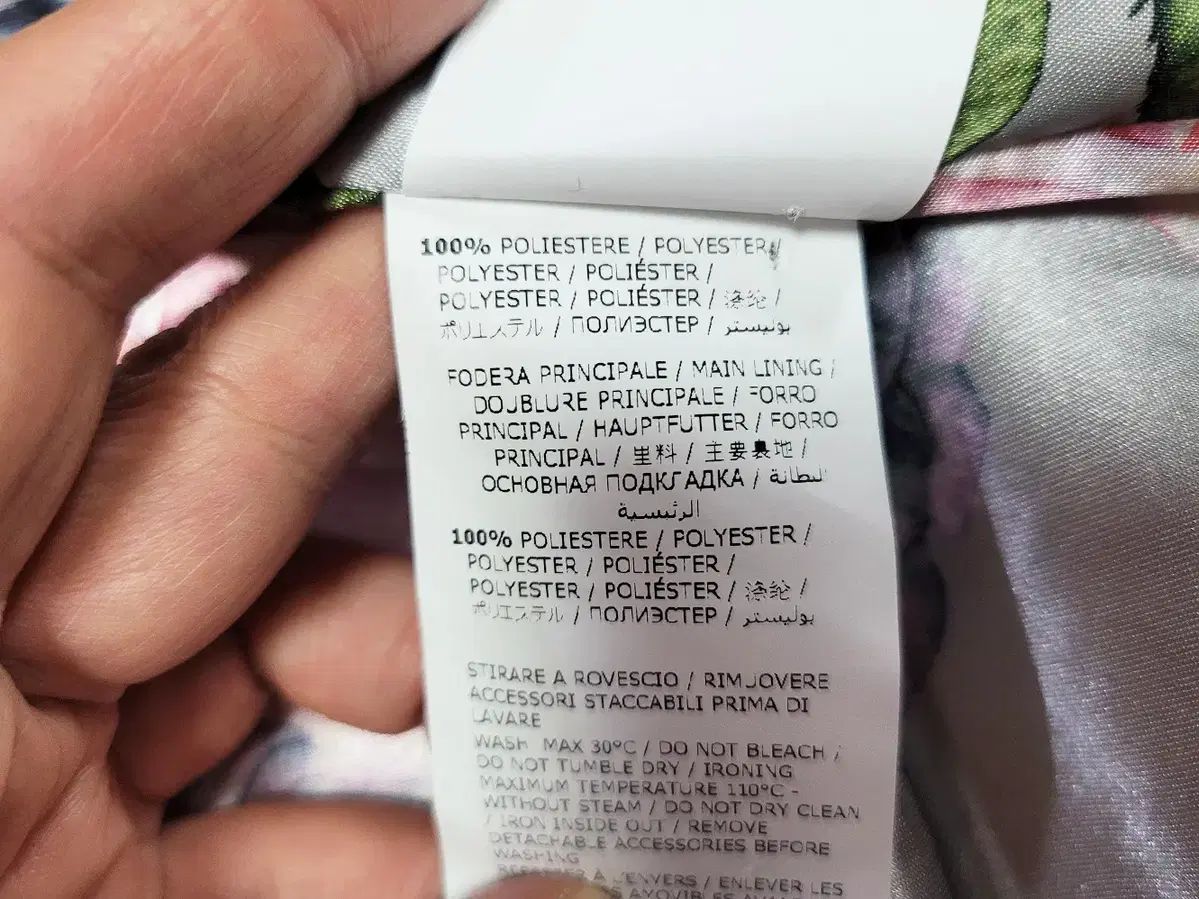 100% POLIESTERE / POLYESTER /
POLYESTER / POLIÉSTER /
POLYESTER / POLIÉSTER / 涤纶 /
ポリエステル / ПОЛИЭСТЕР / بوليستر
FODERA PRINCIPALE / MAIN LINING /
DOUBLURE PRINCIPALE / FORRO
PRINCIPAL / HAUPTFUTTER / FORRO
PRINCIPAL / 里料 / 主要裏地 /
ОСНОВНАЯ ПОДКЛАДКА / البطانة
الرئيسية
100% POLIESTERE / POLYESTER /
POLYESTER / POLIÉSTER /
POLYESTER / POLIÉSTER / 涤纶 /
ポリエステル / ПОЛИЭСТЕР / بوليستر
STIRARE A ROVESCIO / RIMUOVERE
ACCESSORI STACCABILI PRIMA DI
LAVARE
WASH MAX 30°C / DO NOT BLEACH /
DO NOT TUMBLE DRY / IRONING
MAXIMUM TEMPERATURE 110°C -
WITHOUT STEAM / DO NOT DRY CLEAN
/ IRON INSIDE OUT / REMOVE
DETACHABLE ACCESSORIES BEFORE
WASHING
REPASSER A L'ENVERS / ENLEVER LES